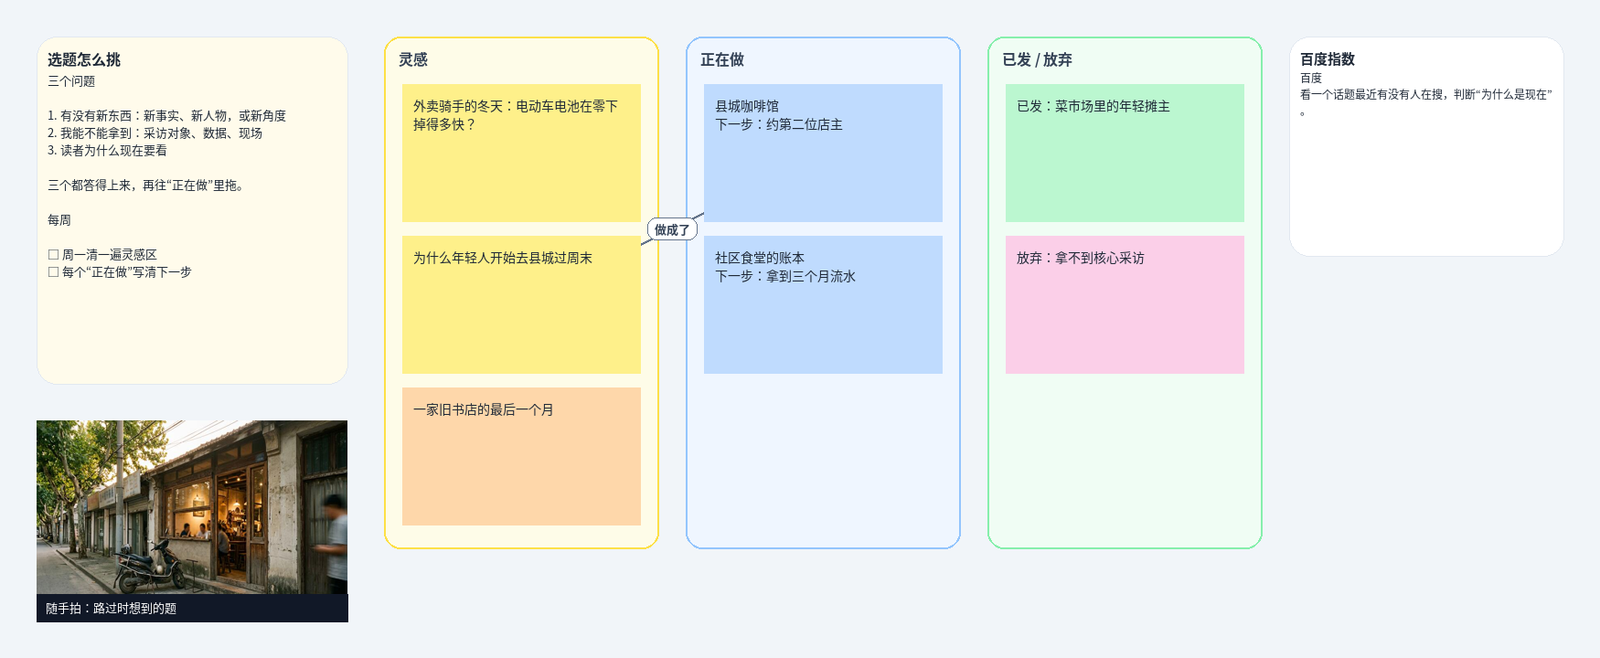 选题怎么挑
三个问题
1. 有没有新东西：新事实、新人物，或新角度
2. 我能不能拿到：采访对象、数据、现场
3. 读者为什么现在要看
三个都答得上来，再往“正在做”里拖。
每周
☐ 周一清一遍灵感区
☐ 每个“正在做”写清下一步
随手拍：路过时想到的题
灵感
外卖骑手的冬天：电动车电池在零下
掉得多快？
为什么年轻人开始去县城过周末
一家旧书店的最后一个月
做成了
正在做
县城咖啡馆
下一步：约第二位店主
社区食堂的账本
下一步：拿到三个月流水
已发 / 放弃
已发：菜市场里的年轻摊主
放弃：拿不到核心采访
百度指数
百度
看一个话题最近有没有人在搜，判断“为什么是现在”
。